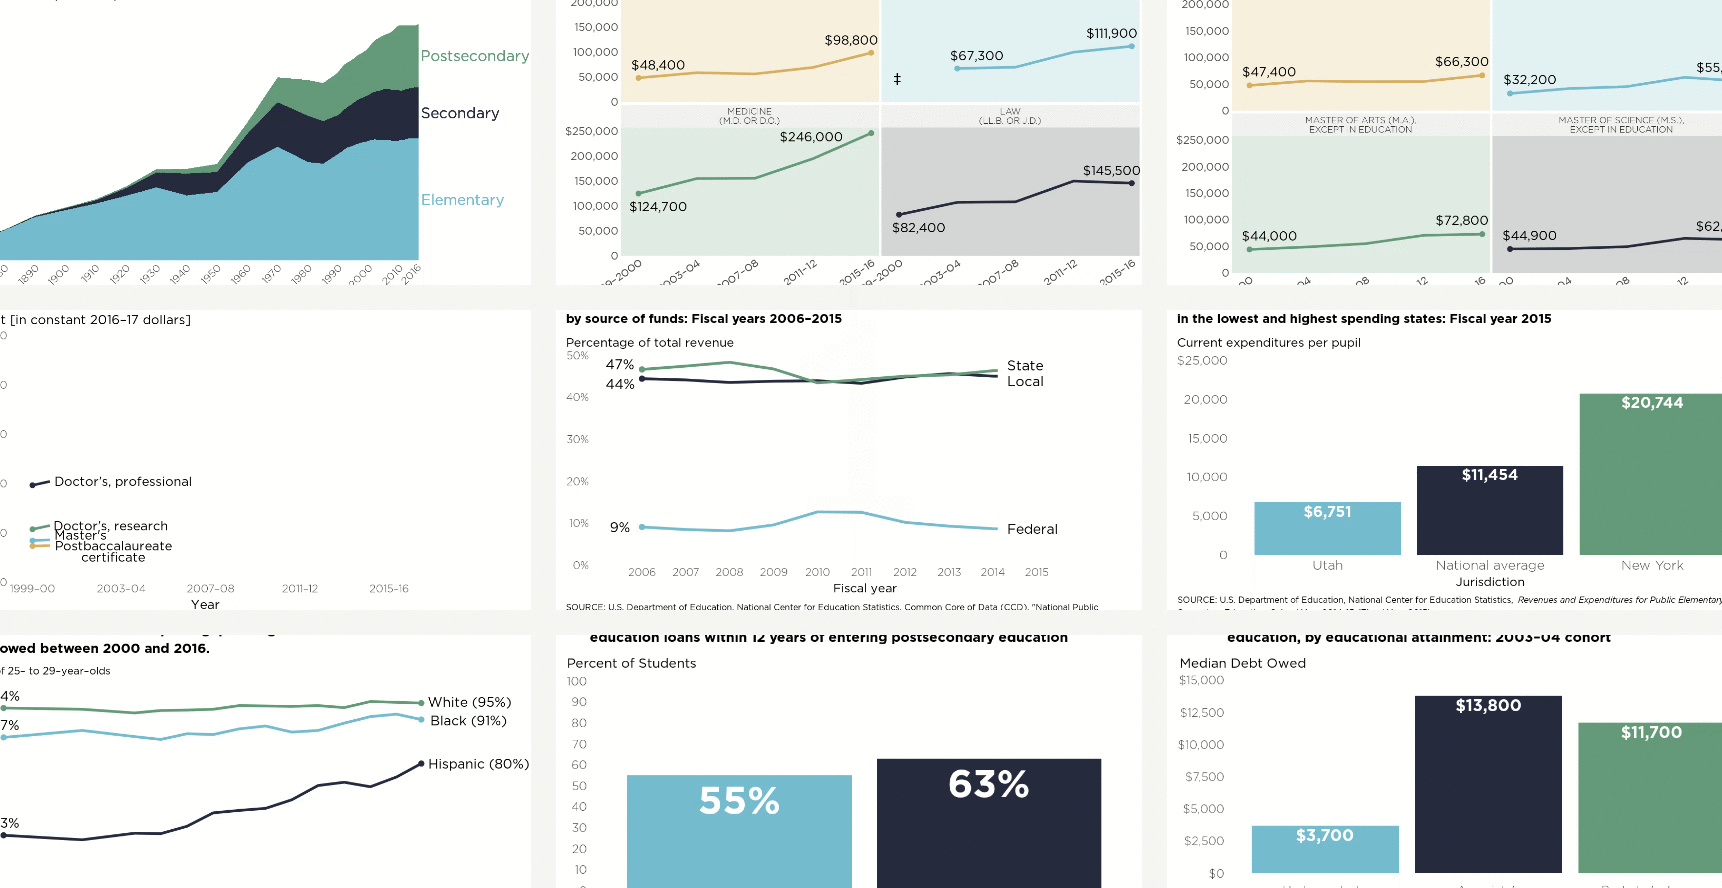 Postsecondary
Secondary
Elementary
1890
1900
1910
1920
1930
1940
1950
1960
1970
1980
1990
2000
2010
2016
200,000
150,000
100,000
50,000
0
$48,400
$98,800
‡
$67,300
$111,900
MEDICINE
(M.D. OR D.O.)
LAW
(LL.B. OR J.D.)
$250,000
200,000
150,000
100,000
50,000
0
$124,700
$246,000
$82,400
$145,500
2003–04
2007–08
2011–12
2015–16
2003–04
2007–08
2011–12
2015–16
200,000
150,000
100,000
50,000
0
$47,400
$66,300
$32,200
$55,
MASTER OF ARTS (M.A.),
EXCEPT IN EDUCATION
MASTER OF SCIENCE (M.S.),
EXCEPT IN EDUCATION
$250,000
200,000
150,000
100,000
50,000
0
$44,000
$72,800
$44,900
$62,
t [in constant 2016–17 dollars]
Doctor's, professional
Doctor's, research
Master's
Postbaccalaureate
certificate
1999–00 2003–04 2007–08 2011–12 2015–16
Year
by source of funds: Fiscal years 2006–2015
Percentage of total revenue
50%
40%
30%
20%
10%
0%
47%
44%
9%
State
Local
Federal
2006 2007 2008 2009 2010 2011 2012 2013 2014 2015
Fiscal year
SOURCE: U.S. Department of Education, National Center for Education Statistics, Common Core of Data (CCD), "National Public
in the lowest and highest spending states: Fiscal year 2015
Current expenditures per pupil
$25,000
20,000
15,000
10,000
5,000
0
$6,751
$11,454
$20,744
Utah National average New York
Jurisdiction
SOURCE: U.S. Department of Education, National Center for Education Statistics, Revenues and Expenditures for Public Elementary
owed between 2000 and 2016.
of 25– to 29–year–olds
4%
7%
3%
White (95%)
Black (91%)
Hispanic (80%)
education loans within 12 years of entering postsecondary education
Percent of Students
100
90
80
70
60
50
40
30
20
10
55%
63%
education, by educational attainment: 2003–04 cohort
Median Debt Owed
$15,000
$12,500
$10,000
$7,500
$5,000
$2,500
$0
$3,700
$13,800
$11,700